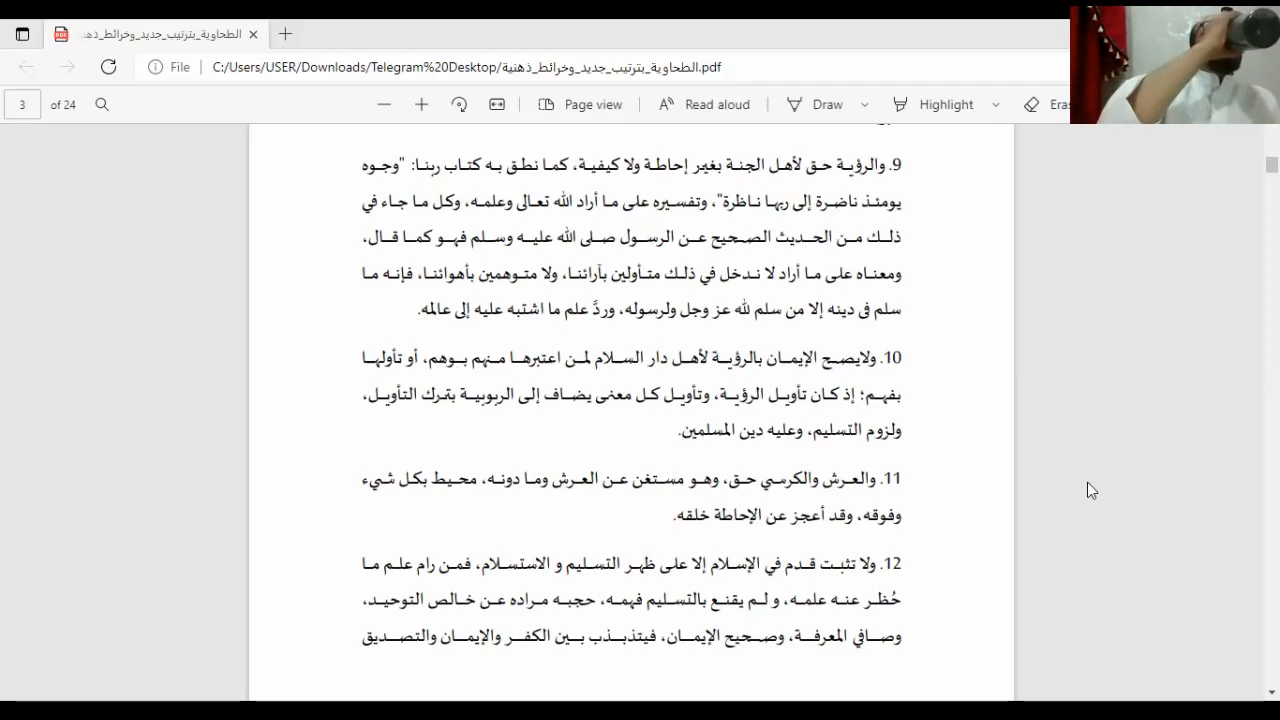 الطحاوية_بترتيب_جديد_وخرائط_ذهـ
File C:/Users/USER/Downloads/Telegram%20Desktop/الطحاوية_بترتيب_جديد_وخرائط_ذهنية.pdf
3 of 24 Page view Read aloud Draw Highlight Eras
9. والرؤية حق لأهل الجنة بغير إحاطة ولا كيفية، كما نطق به كتاب ربنا: "وجوه
يومئذ ناضرة إلى ربها ناظرة"، وتفسيره على ما أراد الله تعالى وعلمه، وكل ما جاء في
ذلك من الحديث الصحيح عن الرسول صلى الله عليه وسلم فهو كما قال،
ومعناه على ما أراد لا ندخل في ذلك متأولين بآرائنا، ولا متوهمين بأهوائنا، فإنه ما
سلم في دينه إلا من سلم لله عز وجل ولرسوله، وردَّ علم ما اشتبه عليه إلى عالمه.
10. ولايصح الإيمان بالرؤية لأهل دار السلام لمن اعتبرها منهم بوهم، أو تأولها
بفهم؛ إذ كان تأويل الرؤية، وتأويل كل معنى يضاف إلى الربوبية بترك التأويل،
ولزوم التسليم، وعليه دين المسلمين.
11. والعرش والكرسي حق، وهو مستغن عن العرش وما دونه، محيط بكل شيء
وفوقه، وقد أعجز عن الإحاطة خلقه.
12. ولا تثبت قدم في الإسلام إلا على ظهر التسليم و الاستسلام، فمن رام علم ما
حُظر عنه علمه، و لم يقنع بالتسليم فهمه، حجبه مراده عن خالص التوحيد،
وصافي المعرفة، وصحيح الإيمان، فيتذبذب بين الكفر والإيمان والتصديق